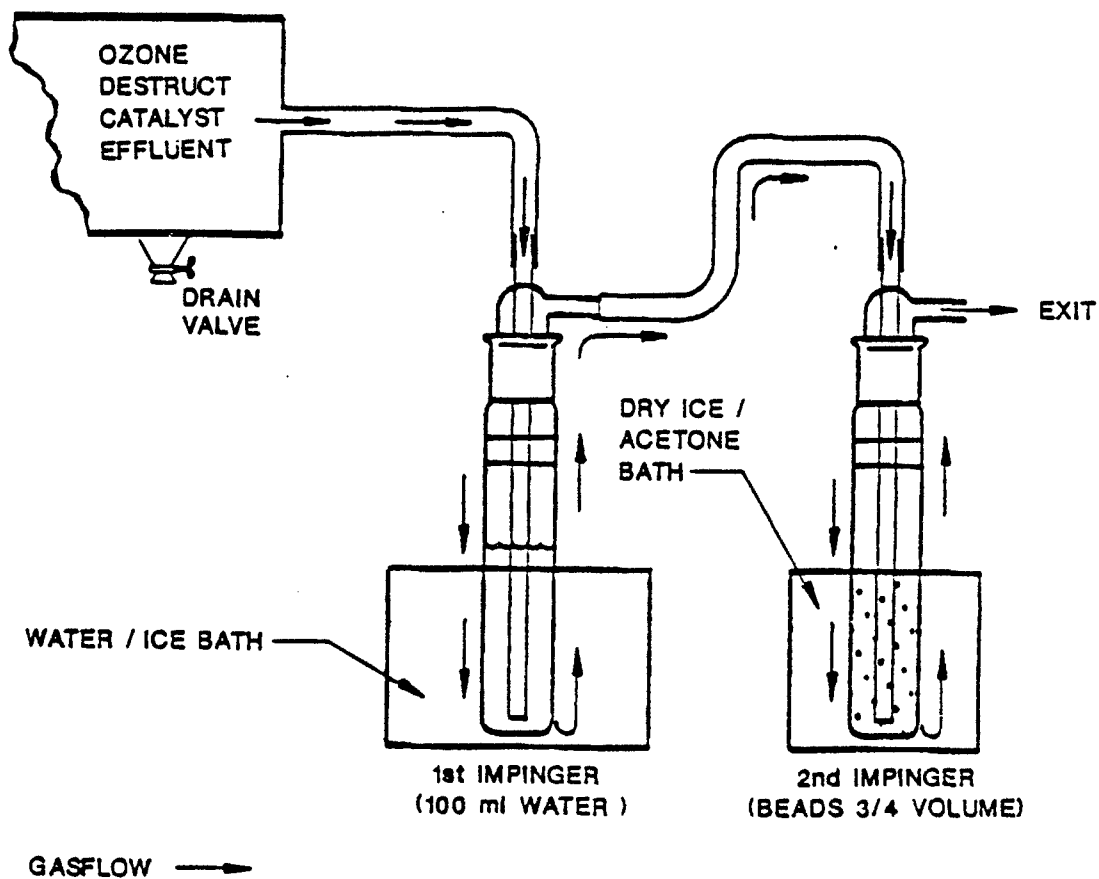 OZONE
DESTRUCT
CATALYST
EFFLUENT
DRAIN
VALVE
EXIT
DRY ICE /
ACETONE
BATH
WATER / ICE BATH
1st IMPINGER
(100 ml WATER )
2nd IMPINGER
(BEADS 3/4 VOLUME)
GASFLOW